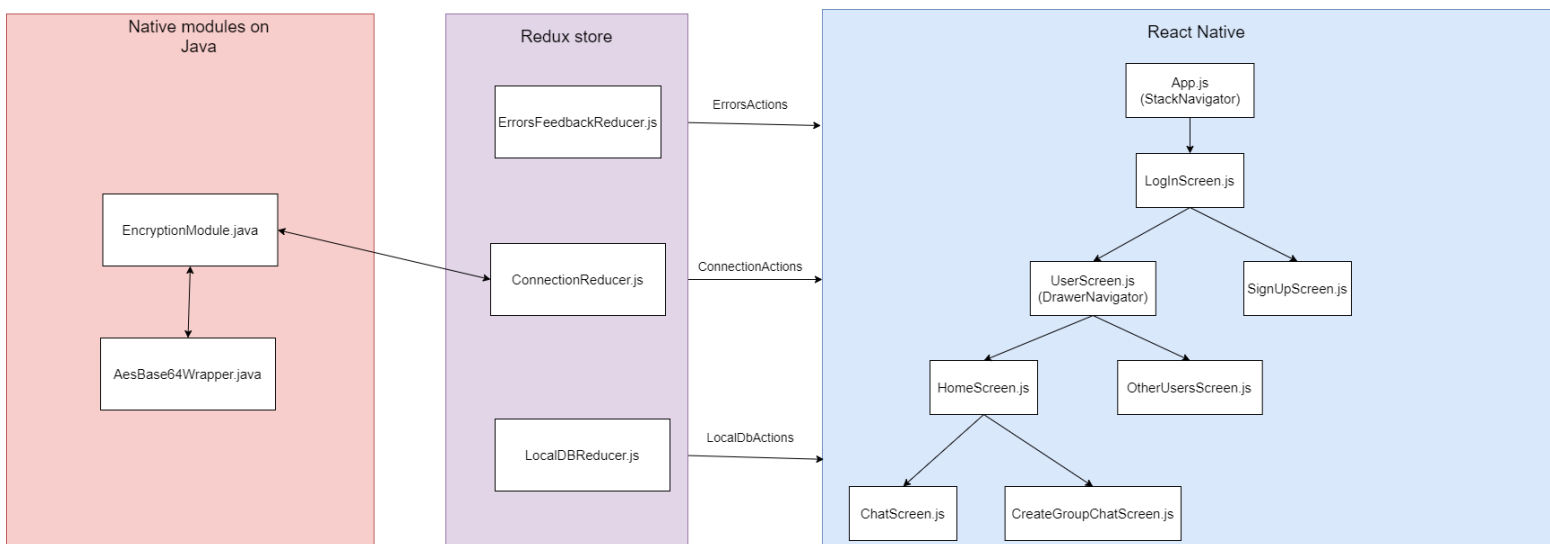 Native modules on
Java
EncryptionModule.java
AesBase64Wrapper.java
Redux store
ErrorsFeedbackReducer.js
ConnectionReducer.js
LocalDBReducer.js
ErrorsActions
ConnectionActions
LocalDbActions
React Native
App.js
(StackNavigator)
LogInScreen.js
UserScreen.js
(DrawerNavigator)
SignUpScreen.js
HomeScreen.js
OtherUsersScreen.js
ChatScreen.js
CreateGroupChatScreen.js